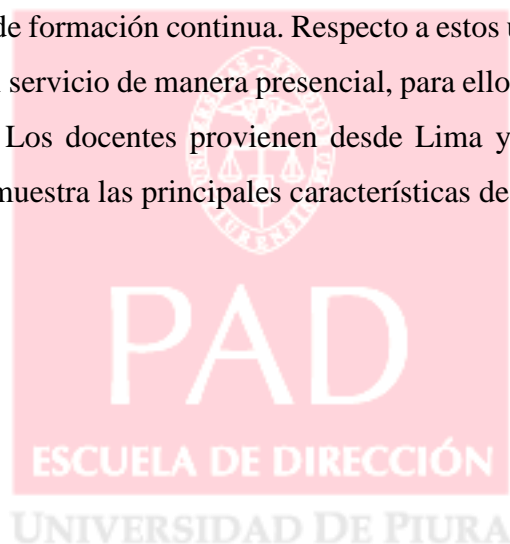 de formación continua. Respecto a estos
servicio de manera presencial, para ello
Los docentes provienen desde Lima y
muestra las principales características de
PAD
ESCUELA DE DIRECCIÓN
UNIVERSIDAD DE PIURA